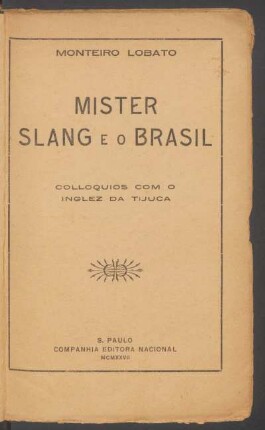 MONTEIRO LOBATO
MISTER
SLANG E O BRASIL
COLLOQUIOS COM O
INGLEZ DA TIJUCA
S. PAULO
COMPANHIA EDITORA NACIONAL
MCMXXVII